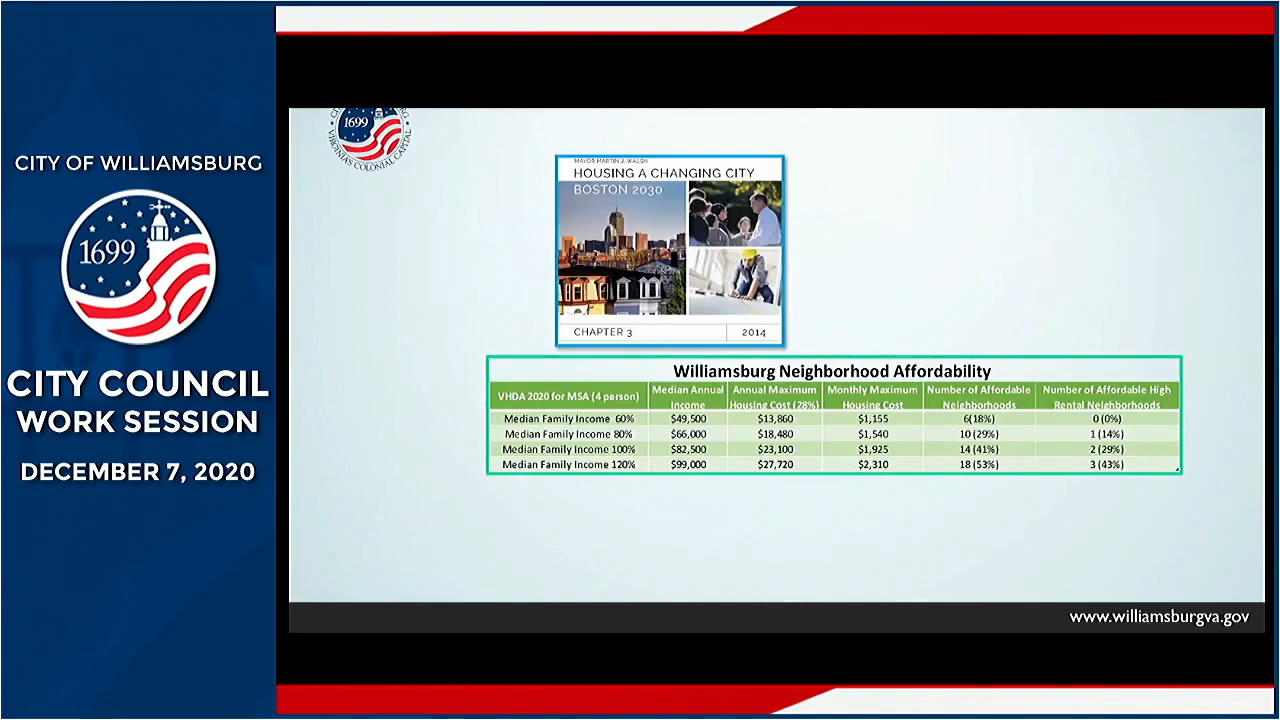 CITY OF WILLIAMSBURG
1699
CITY COUNCIL
WORK SESSION
DECEMBER 7, 2020
1699
VIRGINIA'S COLONIAL CAPITAL
MAYOR MARTIN J. WALSH
HOUSING A CHANGING CITY
BOSTON 2030
CHAPTER 3 2014
Williamsburg Neighborhood Affordability
VHDA 2020 for MSA (4 person) Median Annual Income Annual Maximum Housing Cost (28%) Monthly Maximum Housing Cost Number of Affordable Neighborhoods Number of Affordable High Rental Neighborhoods
Median Family Income 60% $49,500 $13,860 $1,155 6(18%) 0 (0%)
Median Family Income 80% $66,000 $18,480 $1,540 10 (29%) 1 (14%)
Median Family Income 100% $82,500 $23,100 $1,925 14 (41%) 2 (29%)
Median Family Income 120% $99,000 $27,720 $2,310 18 (53%) 3 (43%)
www.williamsburgva.gov